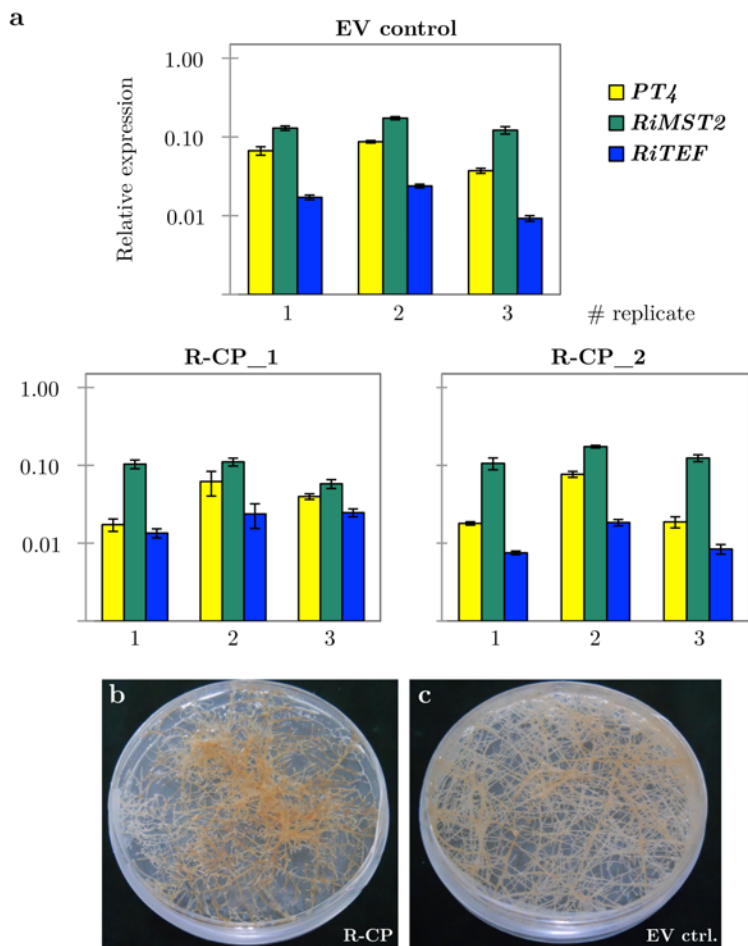 a
EV control
1.00
0.10
0.01
Relative expression
PT4
RiMST2
RiTEF
1 2 3 # replicate
R-CP_1
R-CP_2
1.00
0.10
0.01
1 2 3
1 2 3
b
c
R-CP
EV ctrl.